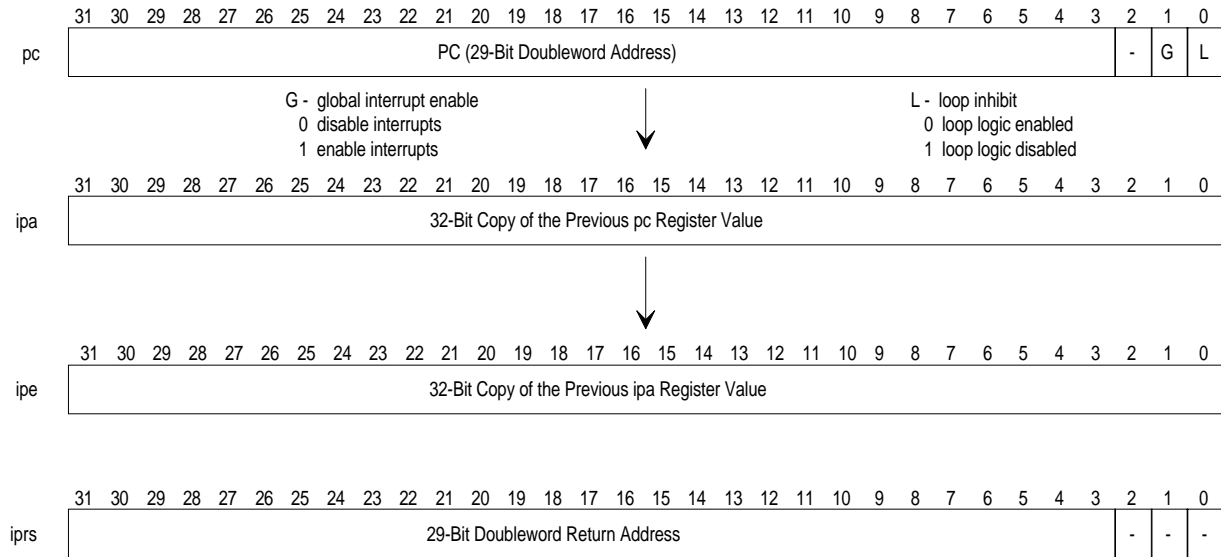 31 30 29 28 27 26 25 24 23 22 21 20 19 18 17 16 15 14 13 12 11 10 9 8 7 6 5 4 3 2 1 0
pc PC (29-Bit Doubleword Address) - G L
G - global interrupt enable L - loop inhibit
0 disable interrupts 0 loop logic enabled
1 enable interrupts 1 loop logic disabled
31 30 29 28 27 26 25 24 23 22 21 20 19 18 17 16 15 14 13 12 11 10 9 8 7 6 5 4 3 2 1 0
ipa 32-Bit Copy of the Previous pc Register Value
31 30 29 28 27 26 25 24 23 22 21 20 19 18 17 16 15 14 13 12 11 10 9 8 7 6 5 4 3 2 1 0
ipe 32-Bit Copy of the Previous ipa Register Value
31 30 29 28 27 26 25 24 23 22 21 20 19 18 17 16 15 14 13 12 11 10 9 8 7 6 5 4 3 2 1 0
iprs 29-Bit Doubleword Return Address - - -